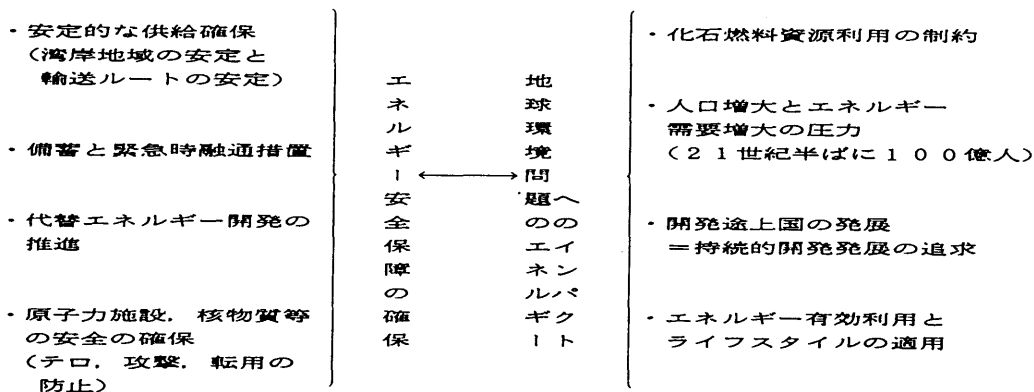 ・安定的な供給確保
(湾岸地域の安定と
輸送ルートの安定)
・備蓄と緊急時融通措置
・代替エネルギー開発の
推進
・原子力施設，核物質等
の安全の確保
(テロ，攻撃，転用の
防止)
エネルギー安全保障の確保
地球環境問題の
エネルギー
へのインパクト
・化石燃料資源利用の制約
・人口増大とエネルギー
需要増大の圧力
(21世紀半ばに100億人)
・開発途上国の発展
＝持続的開発発展の追求
・エネルギー有効利用と
ライフスタイルの適用